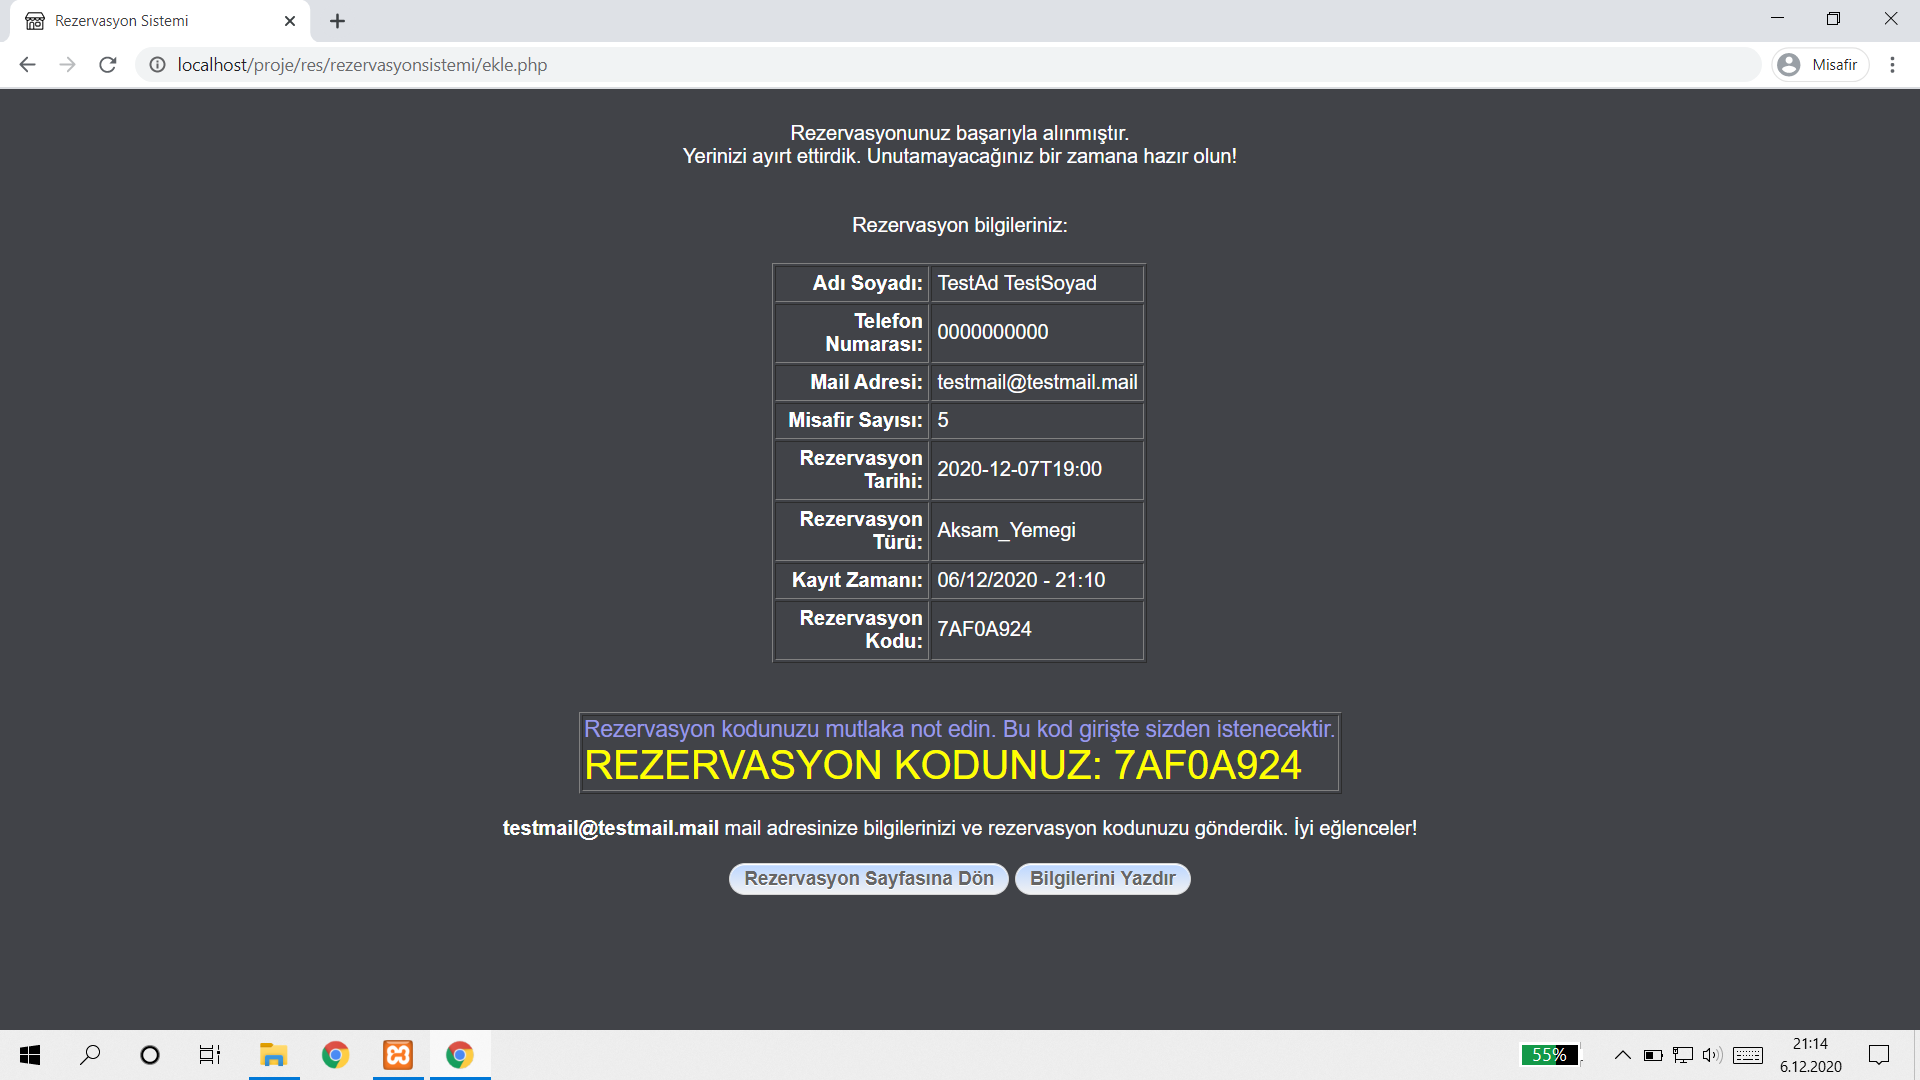 Rezervasyon Sistemi
localhost/proje/res/rezervasyonsistemi/ekle.php
Misafir
Rezervasyonunuz başarıyla alınmıştır.
Yerinizi ayırt ettirdik. Unutamayacağınız bir zamana hazır olun!
Rezervasyon bilgileriniz:
Adı Soyadı: TestAd TestSoyad
Telefon
Numarası: 0000000000
Mail Adresi: testmail@testmail.mail
Misafir Sayısı: 5
Rezervasyon
Tarihi: 2020-12-07T19:00
Rezervasyon
Türü: Aksam_Yemegi
Kayıt Zamanı: 06/12/2020 - 21:10
Rezervasyon
Kodu: 7AF0A924
Rezervasyon kodunuzu mutlaka not edin. Bu kod girişte sizden istenecektir.
REZERVASYON KODUNUZ: 7AF0A924
testmail@testmail.mail mail adresinize bilgilerinizi ve rezervasyon kodunuzu gönderdik. İyi eğlenceler!
Rezervasyon Sayfasına Dön Bilgilerini Yazdır
55%
21:14
6.12.2020